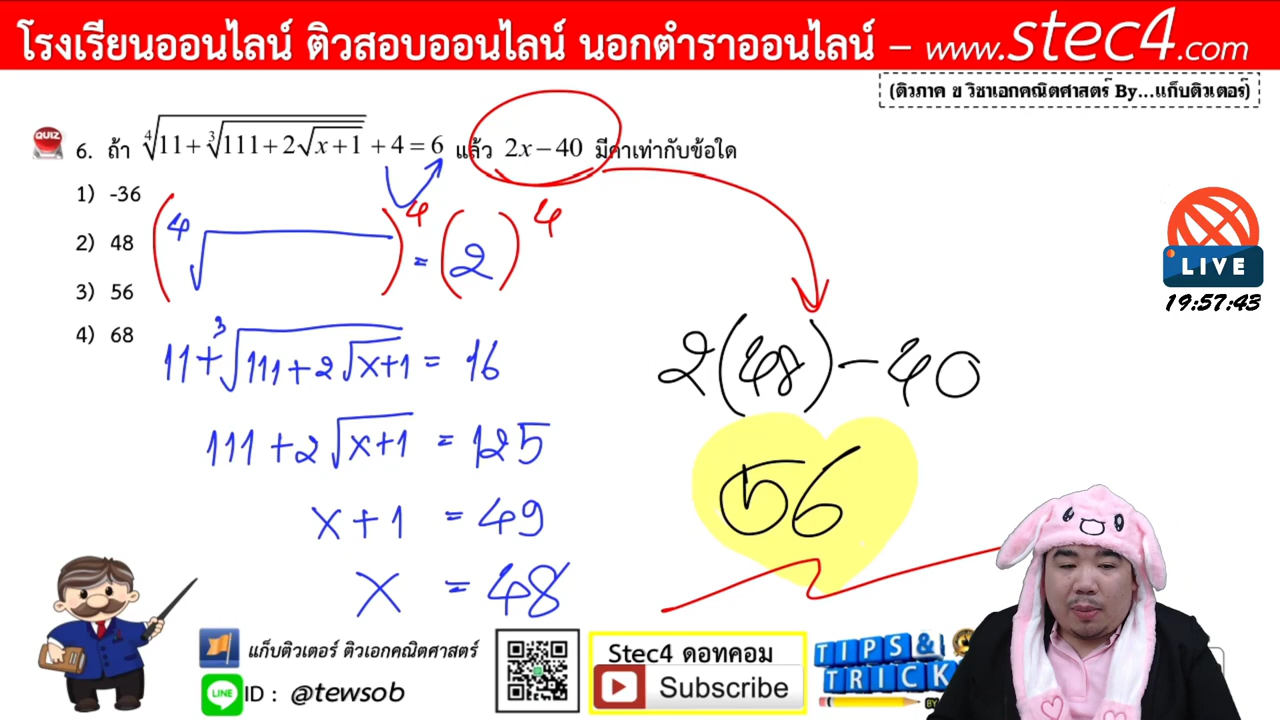 โรงเรียนออนไลน์ ติวสอบออนไลน์ นอกตำราออนไลน์ – www.stec4.com
(ติวภาค ข วิชาเอกคณิตศาสตร์ By...แก็บติวเตอร์)
QUIZ
6. ถ้า ∜(11+∛(111+2√(x+1))) + 4 = 6 แล้ว 2x − 40 มีค่าเท่ากับข้อใด
1) -36
2) 48
3) 56
4) 68
(∜ )⁴ = (2)⁴
11+∛(111+2√(x+1)) = 16
111+2√(x+1) = 125
x+1 = 49
x = 48
2(48)−40
56
LIVE
19:57:43
แก็บติวเตอร์ ติวเอกคณิตศาสตร์
LINE ID : @tewsob
Stec4 ดอทคอม
Subscribe
TIPS &
TRICK
BY